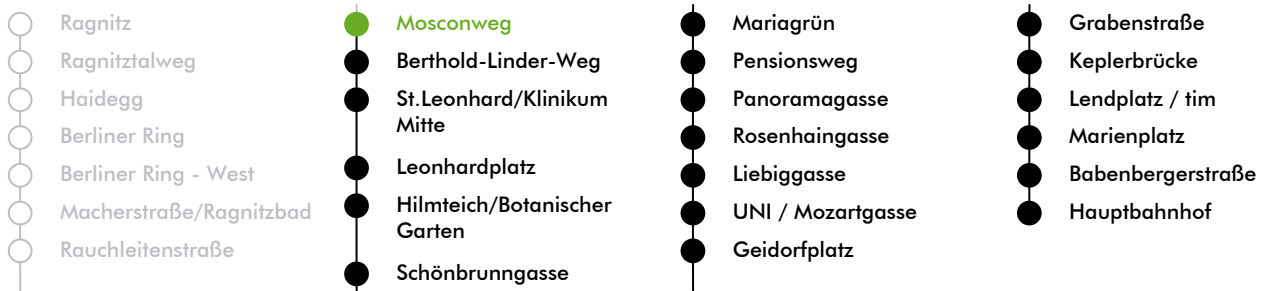 Ragnitz
Ragnitztalweg
Haidegg
Berliner Ring
Berliner Ring - West
Macherstraße/Ragnitzbad
Rauchleitenstraße
Mosconweg
Berthold-Linder-Weg
St.Leonhard/Klinikum
Mitte
Leonhardplatz
Hilmteich/Botanischer
Garten
Schönbrunngasse
Mariagrün
Pensionsweg
Panoramagasse
Rosenhaingasse
Liebiggasse
UNI / Mozartgasse
Geidorfplatz
Grabenstraße
Keplerbrücke
Lendplatz / tim
Marienplatz
Babenbergerstraße
Hauptbahnhof